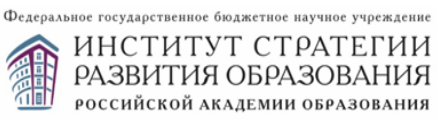 Федеральное государственное бюджетное научное учреждение
ИНСТИТУТ СТРАТЕГИИ
РАЗВИТИЯ ОБРАЗОВАНИЯ
РОССИЙСКОЙ АКАДЕМИИ ОБРАЗОВАНИЯ